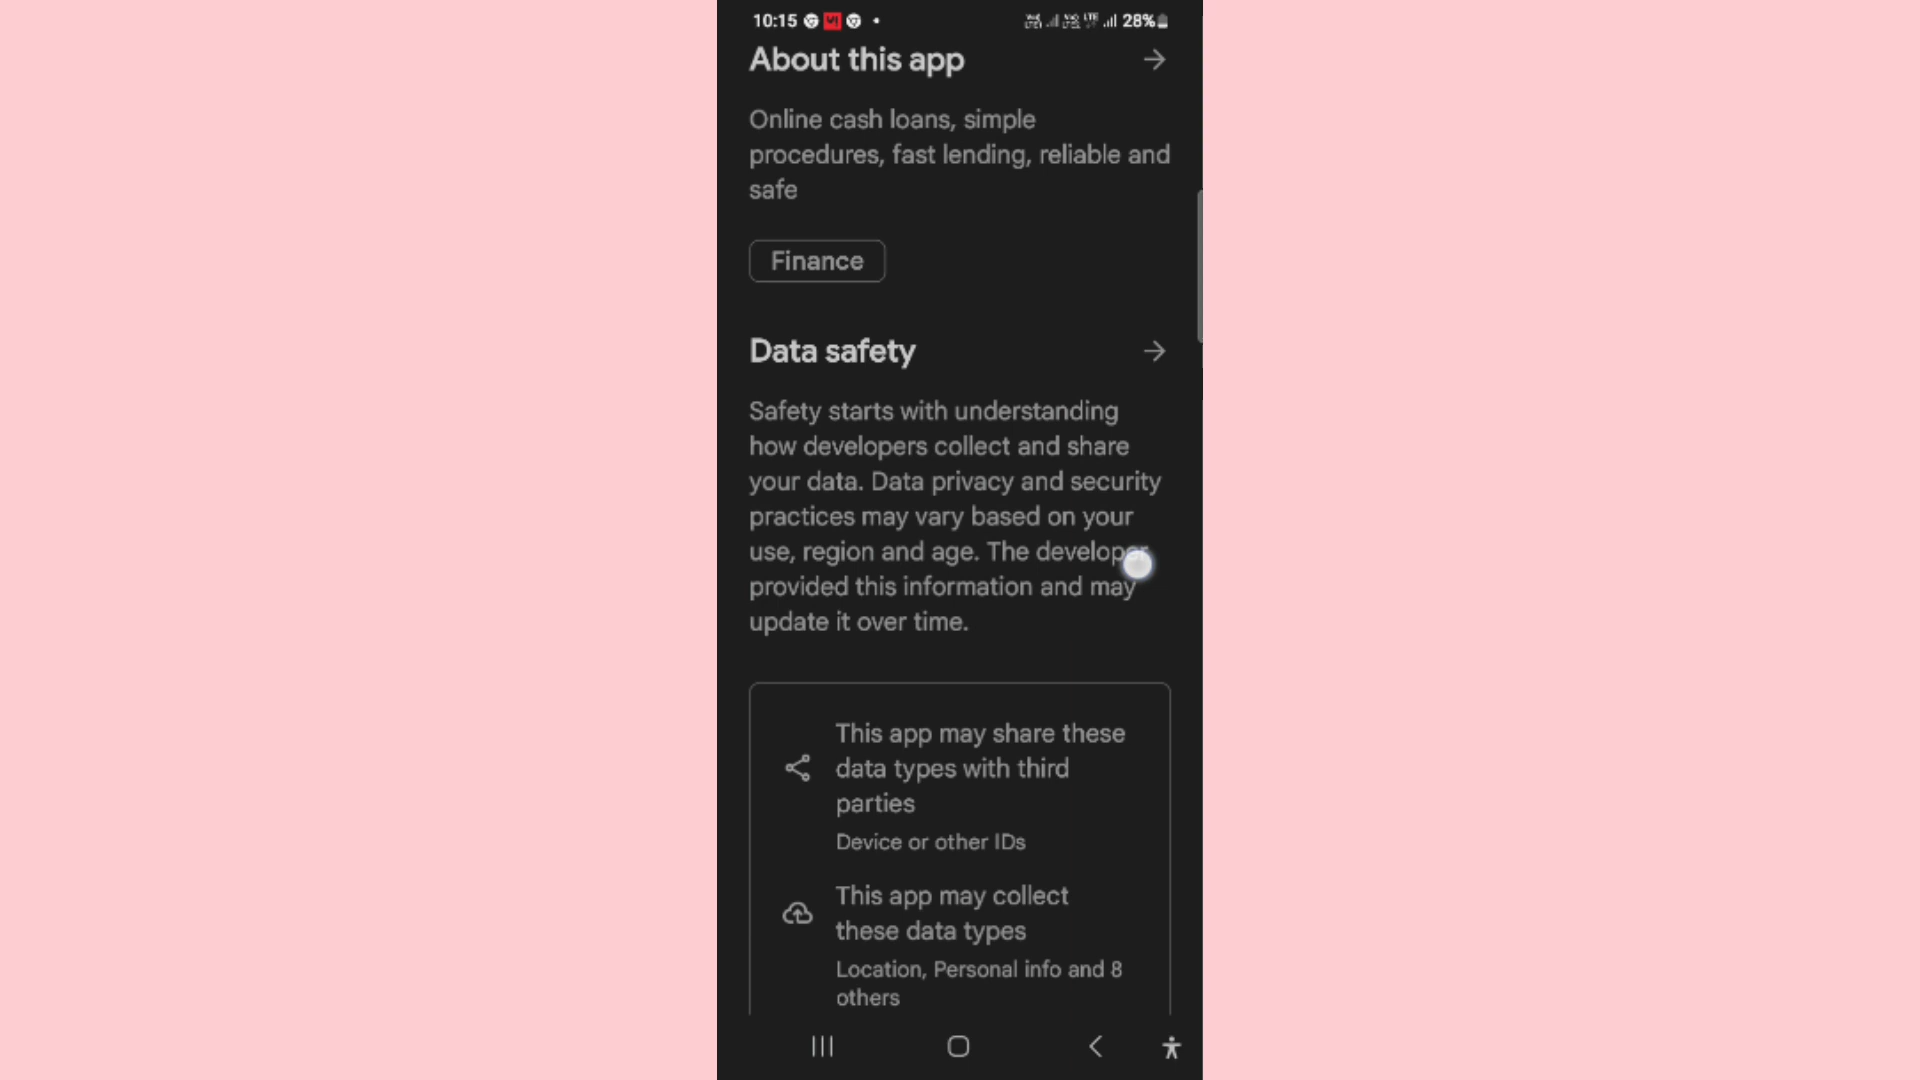 10:15
28%
About this app
Online cash loans, simple
procedures, fast lending, reliable and
safe
Finance
Data safety
Safety starts with understanding
how developers collect and share
your data. Data privacy and security
practices may vary based on your
use, region and age. The developer
provided this information and may
update it over time.
This app may share these
data types with third
parties
Device or other IDs
This app may collect
these data types
Location, Personal info and 8
others